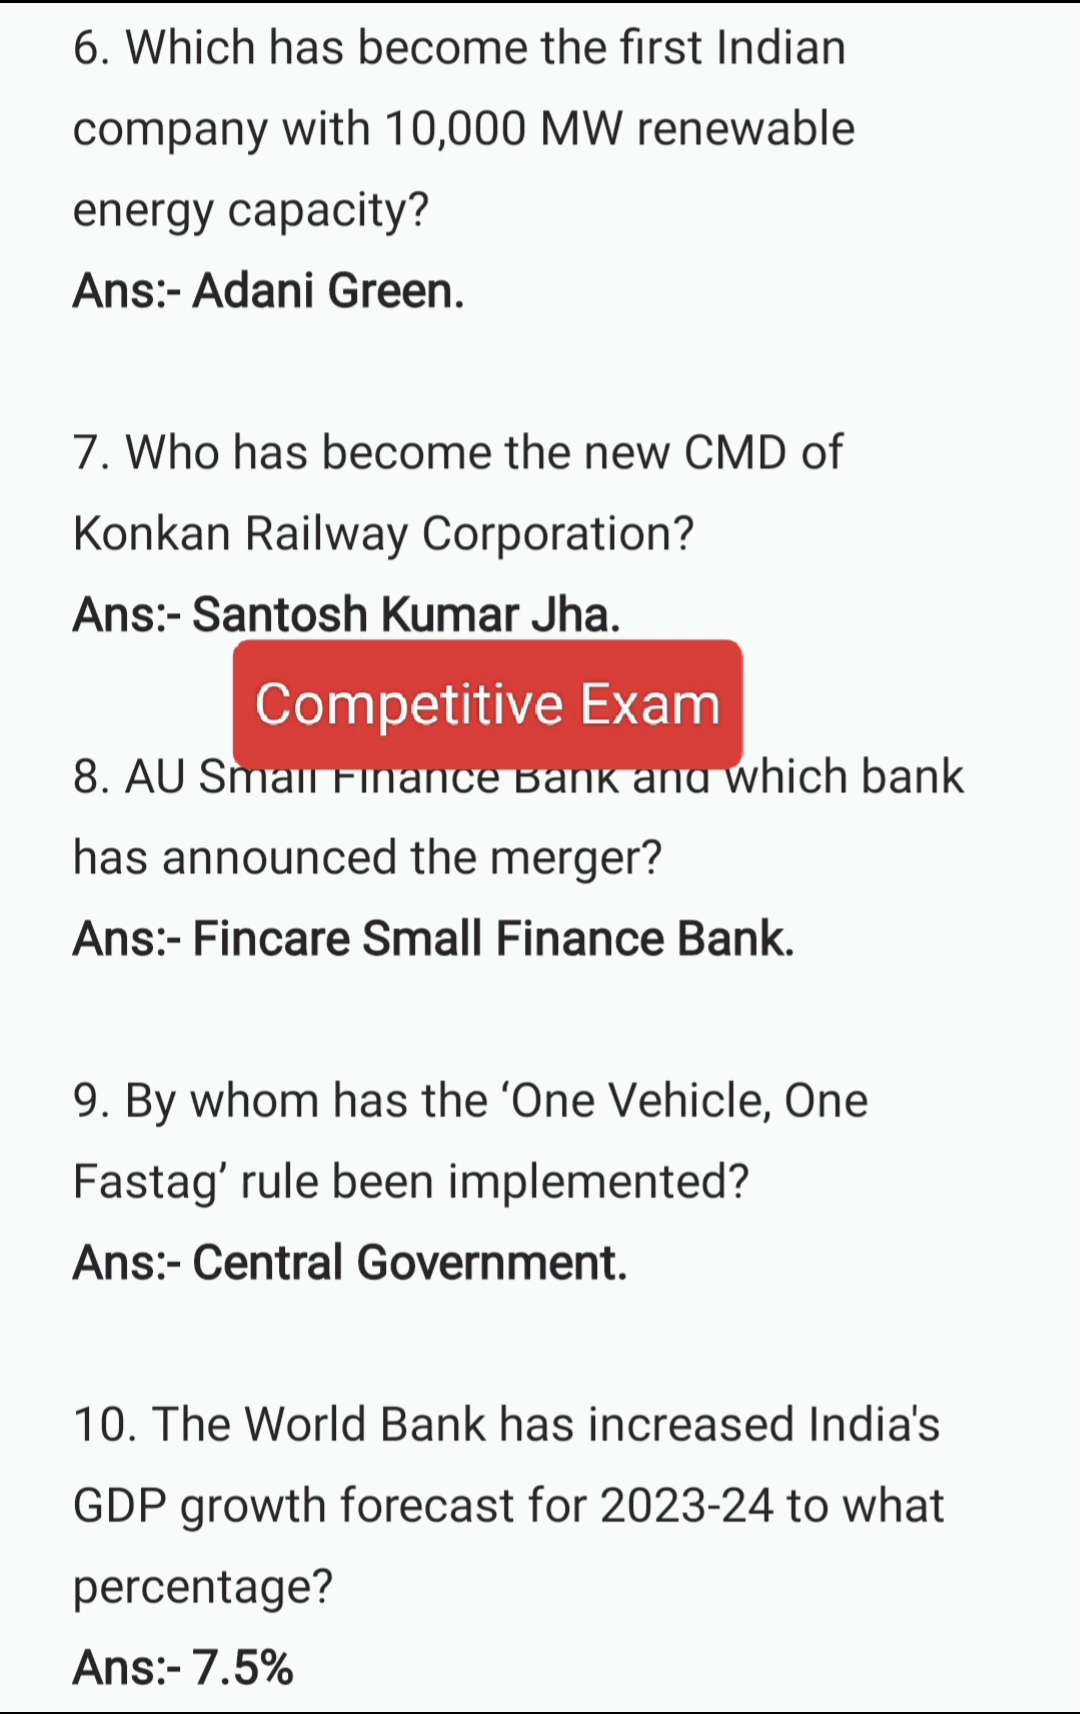 6. Which has become the first Indian
company with 10,000 MW renewable
energy capacity?
Ans:- Adani Green.
7. Who has become the new CMD of
Konkan Railway Corporation?
Ans:- Santosh Kumar Jha.
Competitive Exam
8. AU Small Finance Bank and which bank
has announced the merger?
Ans:- Fincare Small Finance Bank.
9. By whom has the ‘One Vehicle, One
Fastag’ rule been implemented?
Ans:- Central Government.
10. The World Bank has increased India's
GDP growth forecast for 2023-24 to what
percentage?
Ans:- 7.5%